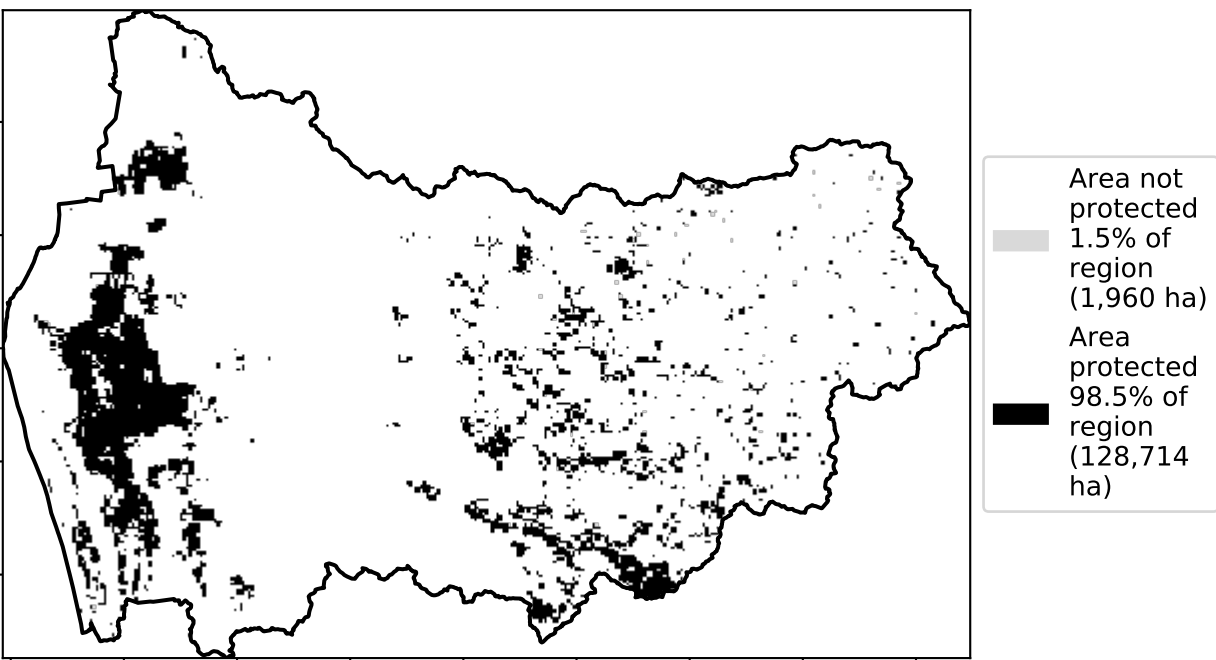 Area not
protected
1.5% of
region
(1,960 ha)
Area
protected
98.5% of
region
(128,714
ha)